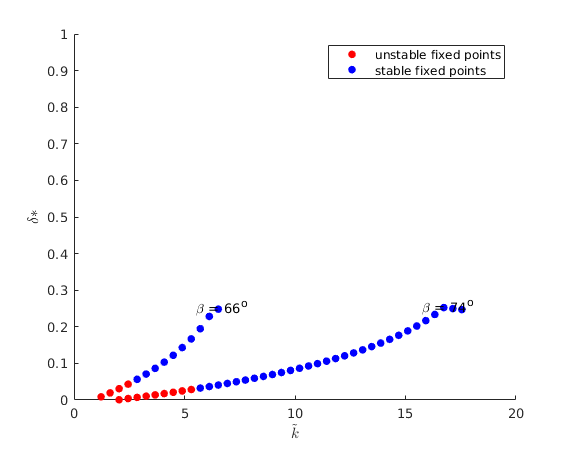 unstable fixed points
stable fixed points
1
0.9
0.8
0.7
0.6
0.5
0.4
0.3
0.2
0.1
0
δ*
β = 66°
β = 74°
0 5 10 15 20
k̃